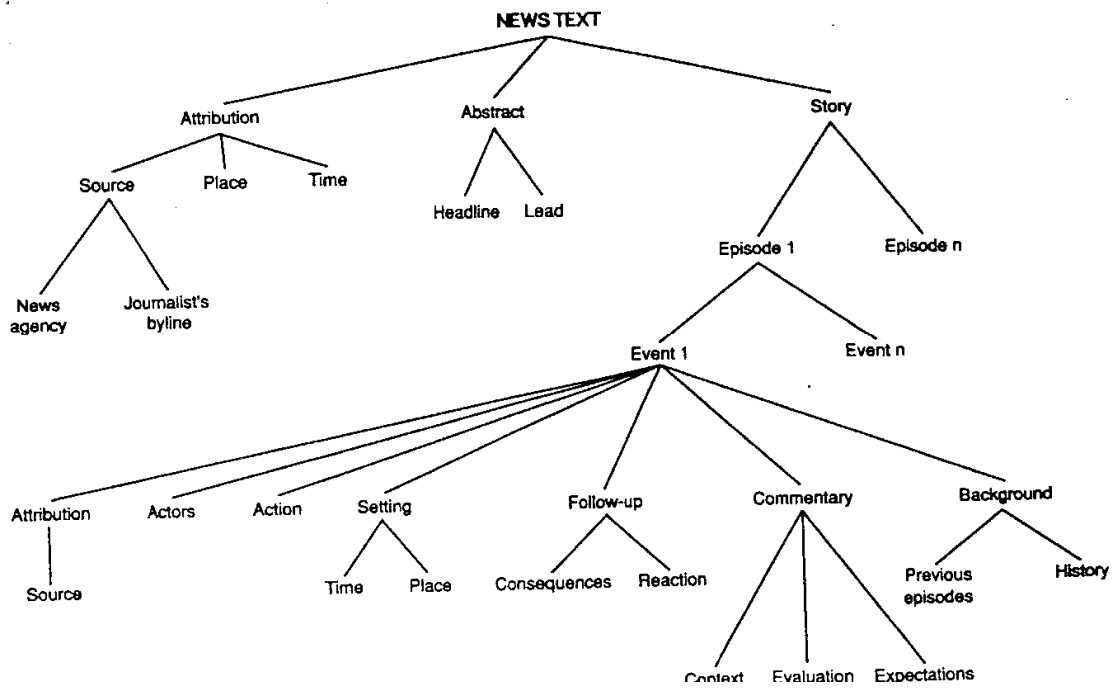 NEWS TEXT
Attribution
Abstract
Story
Source
Place
Time
Headline
Lead
Episode 1
Episode n
News
agency
Journalist's
byline
Event 1
Event n
Attribution
Actors
Action
Setting
Follow-up
Commentary
Background
Source
Time
Place
Consequences
Reaction
Previous
episodes
History
Context
Evaluation
Expectations